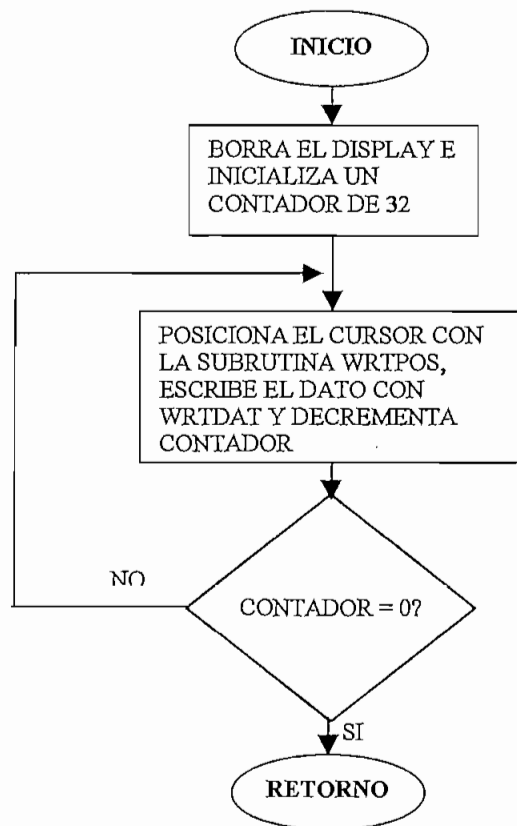 INICIO
BORRA EL DISPLAY E
INICIALIZA UN
CONTADOR DE 32
POSICIONA EL CURSOR CON
LA SUBRUTINA WRTPOS,
ESCRIBE EL DATO CON
WRTDAT Y DECREMENTA
CONTADOR
NO
CONTADOR = 0?
SI
RETORNO